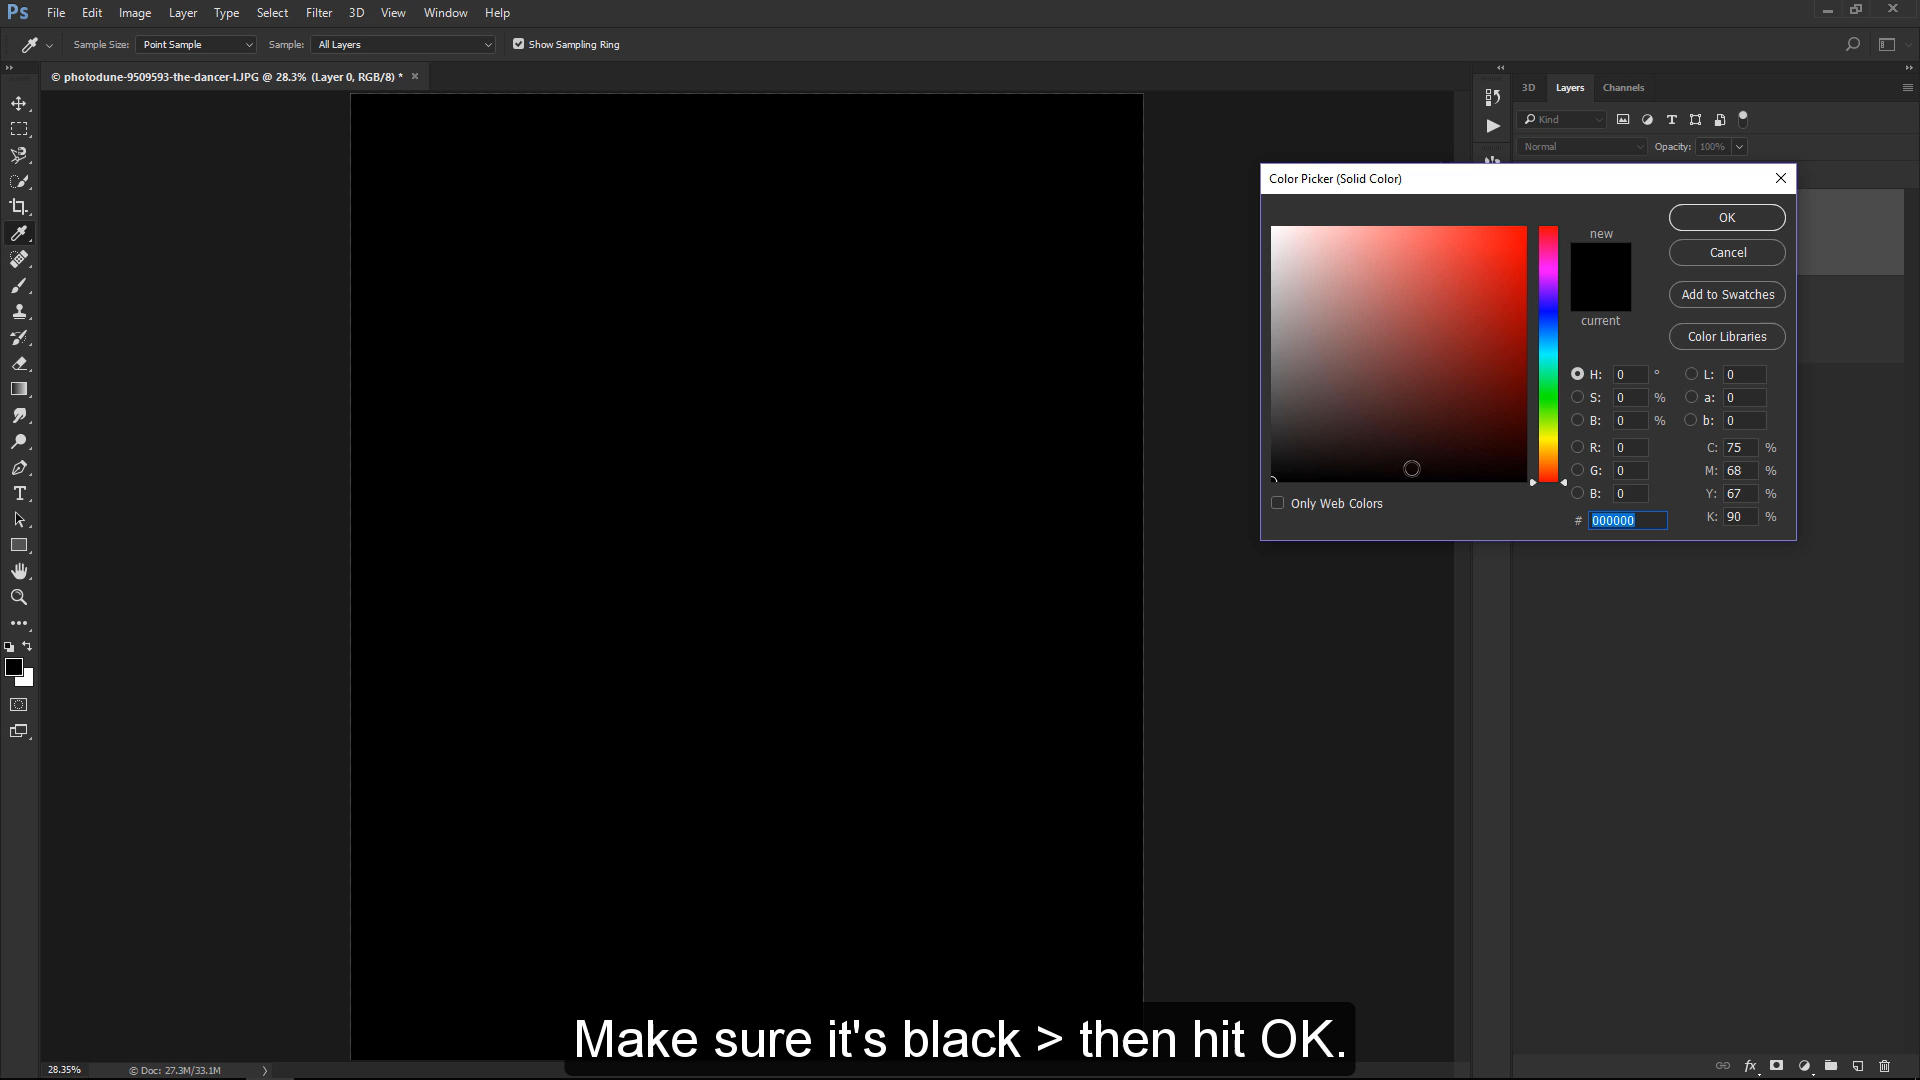 Ps File Edit Image Layer Type Select Filter 3D View Window Help
Sample Size: Point Sample Sample: All Layers Show Sampling Ring
© photodune-9509593-the-dancer-I.JPG @ 28.3% (Layer 0, RGB/8) * ×
3D Layers Channels
Kind
Normal Opacity: 100%
Color Picker (Solid Color)
OK
new
Cancel
Add to Swatches
current
Color Libraries
H: 0 ° L: 0
S: 0 % a: 0
B: 0 % b: 0
R: 0 C: 75 %
G: 0 M: 68 %
B: 0 Y: 67 %
Only Web Colors
# 000000 K: 90 %
Make sure it's black > then hit OK.
28.35% © Doc: 27.3M/33.1M
fx